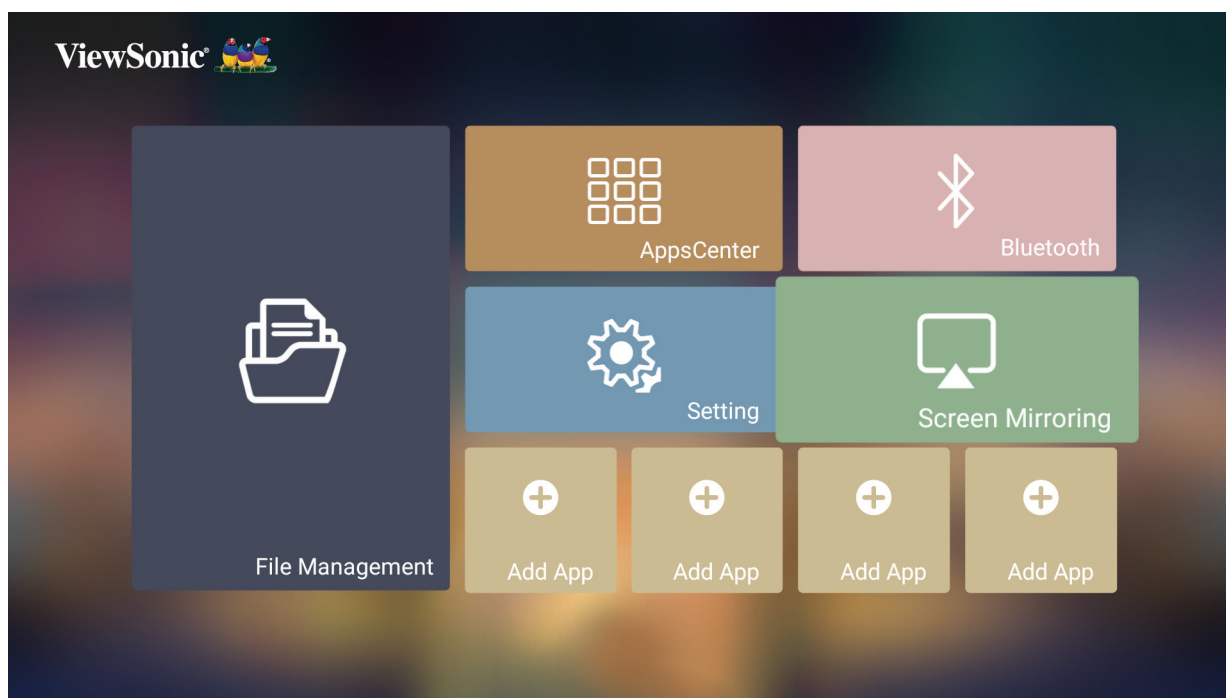 ViewSonic®
AppsCenter
Bluetooth
Setting
Screen Mirroring
File Management
Add App
Add App
Add App
Add App